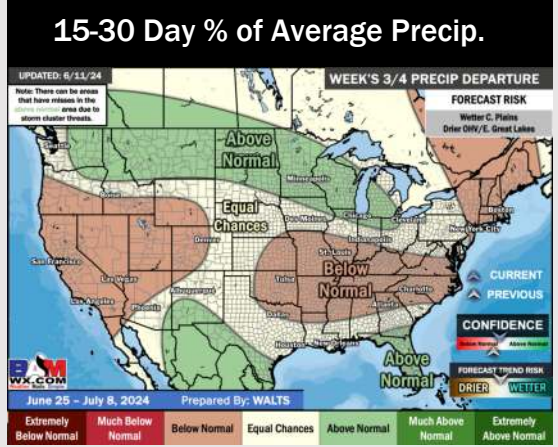 15-30 Day % of Average Precip.
UPDATED: 6/11/24
Note: There can be areas
that have misses in the
above normal area due to
storm cluster threats.
WEEK'S 3/4 PRECIP DEPARTURE
FORECAST RISK
Wetter C. Plains
Drier OHV/E. Great Lakes
Seattle
Above
Normal
Minneapolis
Boise
Equal
Chances
Des Moines
Chicago
Cleveland
Boston
New York City
Indianapolis
Denver
San Francisco
St. Louis
Below
Normal
Las Vegas
Tulsa
Charlotte
CURRENT
PREVIOUS
Los Angeles
Albuquerque
Phoenix
Atlanta
Dallas
CONFIDENCE
Below Normal
Above Normal
Houston
New Orleans
Above
Normal
FORECAST TREND RISK
DRIER
WETTER
BAM
WX.COM
June 25 – July 8, 2024
Prepared By: WALTS
Extremely
Below Normal
Much Below
Normal
Below Normal
Equal Chances
Above Normal
Much Above
Normal
Extremely
Above Normal